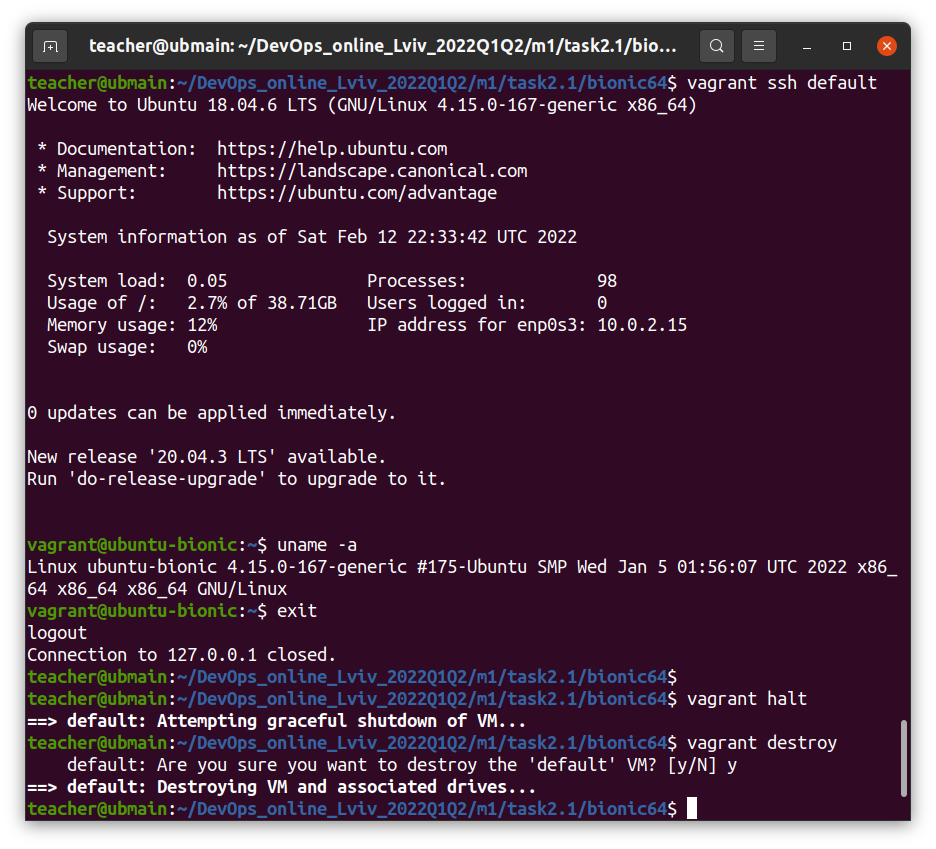 teacher@ubmain: ~/DevOps_online_Lviv_2022Q1Q2/m1/task2.1/bio...
teacher@ubmain:~/DevOps_online_Lviv_2022Q1Q2/m1/task2.1/bionic64$ vagrant ssh default
Welcome to Ubuntu 18.04.6 LTS (GNU/Linux 4.15.0-167-generic x86_64)
 * Documentation:  https://help.ubuntu.com
 * Management:     https://landscape.canonical.com
 * Support:        https://ubuntu.com/advantage
  System information as of Sat Feb 12 22:33:42 UTC 2022
  System load:  0.05              Processes:             98
  Usage of /:   2.7% of 38.71GB   Users logged in:       0
  Memory usage: 12%               IP address for enp0s3: 10.0.2.15
  Swap usage:   0%
0 updates can be applied immediately.
New release '20.04.3 LTS' available.
Run 'do-release-upgrade' to upgrade to it.
vagrant@ubuntu-bionic:~$ uname -a
Linux ubuntu-bionic 4.15.0-167-generic #175-Ubuntu SMP Wed Jan 5 01:56:07 UTC 2022 x86_
64 x86_64 x86_64 GNU/Linux
vagrant@ubuntu-bionic:~$ exit
logout
Connection to 127.0.0.1 closed.
teacher@ubmain:~/DevOps_online_Lviv_2022Q1Q2/m1/task2.1/bionic64$
teacher@ubmain:~/DevOps_online_Lviv_2022Q1Q2/m1/task2.1/bionic64$ vagrant halt
==> default: Attempting graceful shutdown of VM...
teacher@ubmain:~/DevOps_online_Lviv_2022Q1Q2/m1/task2.1/bionic64$ vagrant destroy
    default: Are you sure you want to destroy the 'default' VM? [y/N] y
==> default: Destroying VM and associated drives...
teacher@ubmain:~/DevOps_online_Lviv_2022Q1Q2/m1/task2.1/bionic64$